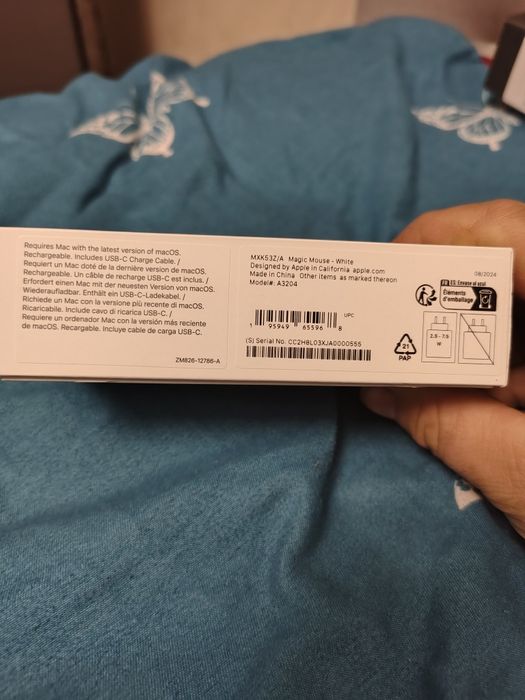 Requires Mac with the latest version of macOS.
Rechargeable. Includes USB-C Charge Cable. /
Requiert un Mac doté de la dernière version de macOS.
Rechargeable. Un câble de recharge USB-C est inclus. /
Erfordert einen Mac mit der neuesten Version von macOS.
Wiederaufladbar. Enthält ein USB-C-Ladekabel. /
Richiede un Mac con la versione più recente di macOS.
Ricaricabile. Include cavo di ricarica USB-C. /
Requiere un ordenador Mac con la versión más reciente
de macOS. Recargable. Incluye cable de carga USB-C.
ZM826-12786-A
MXK53Z/A Magic Mouse - White
Designed by Apple in California apple.com
Made in China Other items as marked thereon
Model#: A3204
UPC
1 95949 65596 8
(S) Serial No. CC2H8L03XJA0000555
08/2024
FR ES Envase al azul
Éléments
d'emballage
21
PAP
2.5 - 7.5
W